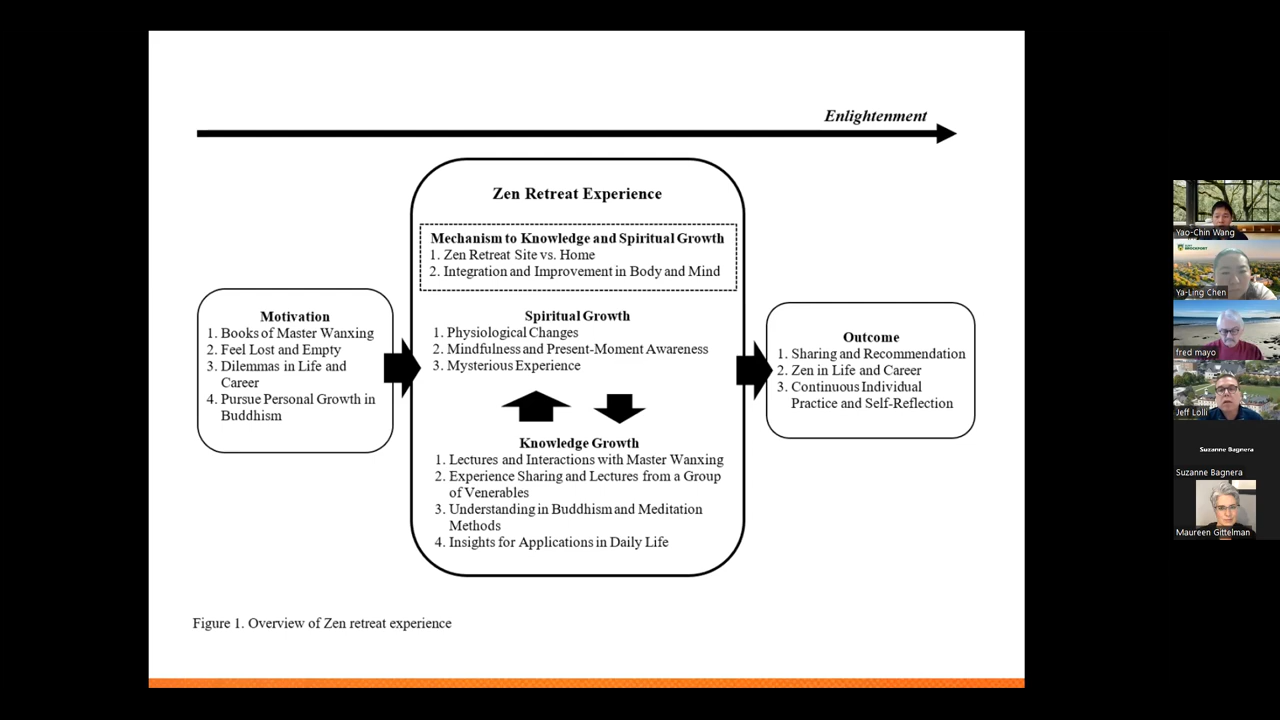 Enlightenment
Zen Retreat Experience
Mechanism to Knowledge and Spiritual Growth
1. Zen Retreat Site vs. Home
2. Integration and Improvement in Body and Mind
Motivation
1. Books of Master Wanxing
2. Feel Lost and Empty
3. Dilemmas in Life and
Career
4. Pursue Personal Growth in
Buddhism
Spiritual Growth
1. Physiological Changes
2. Mindfulness and Present-Moment Awareness
3. Mysterious Experience
Knowledge Growth
1. Lectures and Interactions with Master Wanxing
2. Experience Sharing and Lectures from a Group
of Venerables
3. Understanding in Buddhism and Meditation
Methods
4. Insights for Applications in Daily Life
Outcome
1. Sharing and Recommendation
2. Zen in Life and Career
3. Continuous Individual
Practice and Self-Reflection
Figure 1. Overview of Zen retreat experience
Yao-Chin Wang
BROCKPORT
Ya-Ling Chen
fred mayo
Jeff Lolli
Suzanne Bagnera
Suzanne Bagnera
Maureen Gittelman